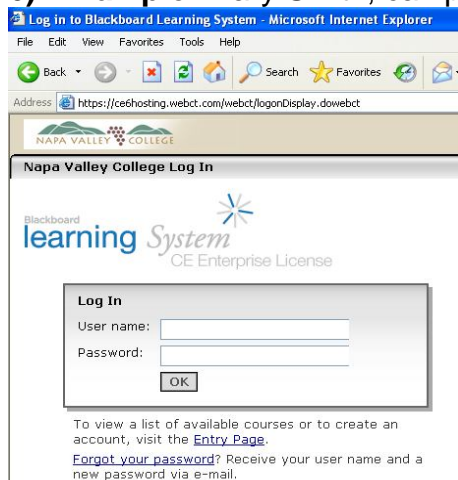 Log in to Blackboard Learning System - Microsoft Internet Explorer
File Edit View Favorites Tools Help
Back Search Favorites
Address https://ce6hosting.webct.com/webct/logonDisplay.dowebct
NAPA VALLEY COLLEGE
Napa Valley College Log In
Blackboard
learning System
CE Enterprise License
Log In
User name:
Password:
OK
To view a list of available courses or to create an
account, visit the Entry Page.
Forgot your password? Receive your user name and a
new password via e-mail.